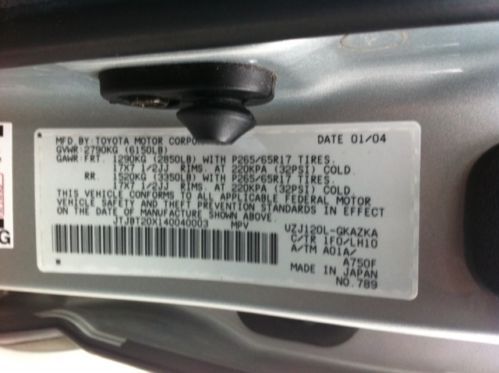 MFD. BY: TOYOTA MOTOR CORPOR DATE 01/04
GVWR: 2790KG (6150LB)
GAWR: FRT. 1290KG (2850LB) WITH P265/65R17 TIRES.
17X7 1/2JJ RIMS. AT 220KPA (32PSI) COLD.
RR. 1520KG (3350LB) WITH P265/65R17 TIRES.
17X7 1/2JJ RIMS. AT 220KPA (32PSI) COLD.
THIS VEHICLE CONFORMS TO ALL APPLICABLE FEDERAL MOTOR
VEHICLE SAFETY AND THEFT PREVENTION STANDARDS IN EFFECT
ON THE DATE OF MANUFACTURE SHOWN ABOVE.
JTJBT20X140040003 MPV UZJ120L-GKAZKA
C/TR 1F0/LH10
A/TM A01A/
A750F
MADE IN JAPAN
NO.789
G